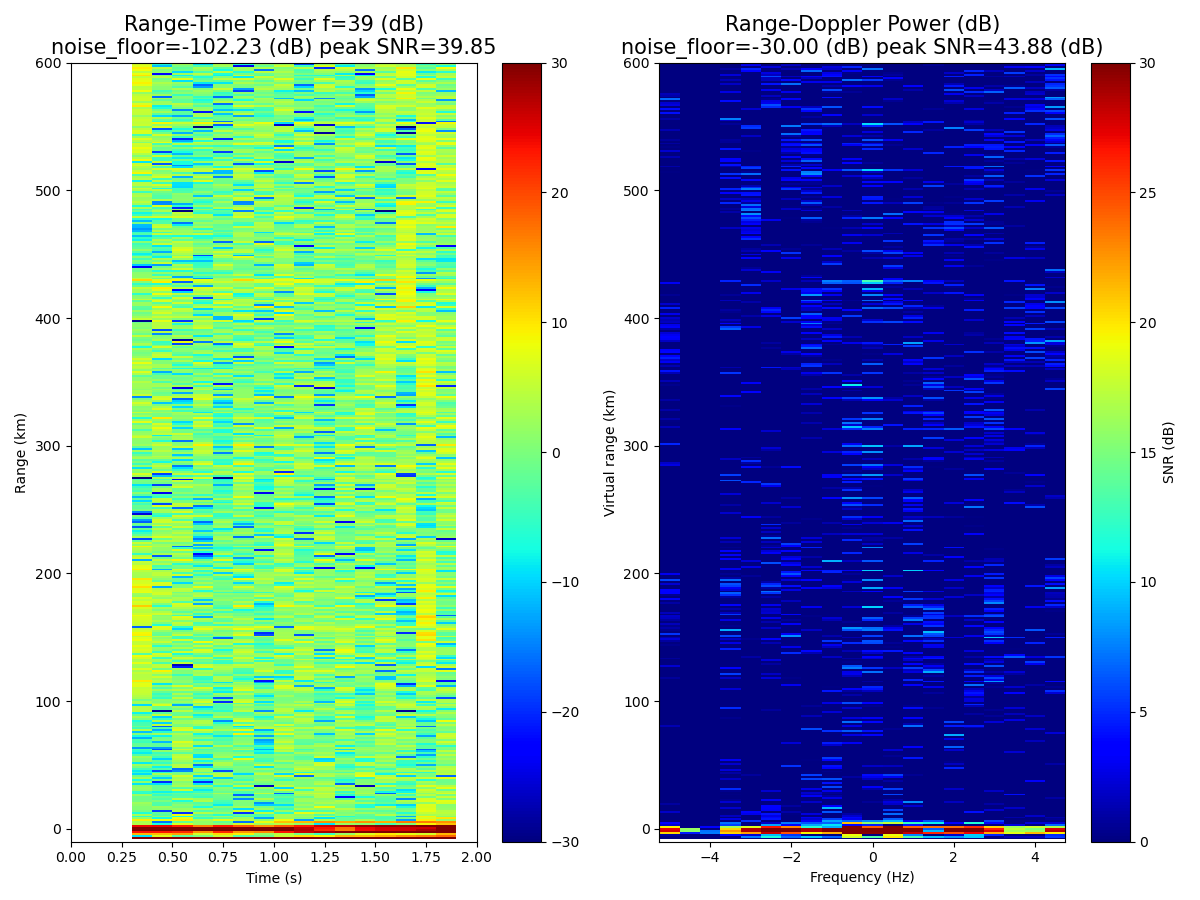 Range-Time Power f=39 (dB)
noise_floor=-102.23 (dB) peak SNR=39.85
Range (km)
600
500
400
300
200
100
0
0.00 0.25 0.50 0.75 1.00 1.25 1.50 1.75 2.00
Time (s)
30
20
10
0
−10
−20
−30
Range-Doppler Power (dB)
noise_floor=-30.00 (dB) peak SNR=43.88 (dB)
Virtual range (km)
600
500
400
300
200
100
0
−4 −2 0 2 4
Frequency (Hz)
30
25
20
15
10
5
0
SNR (dB)